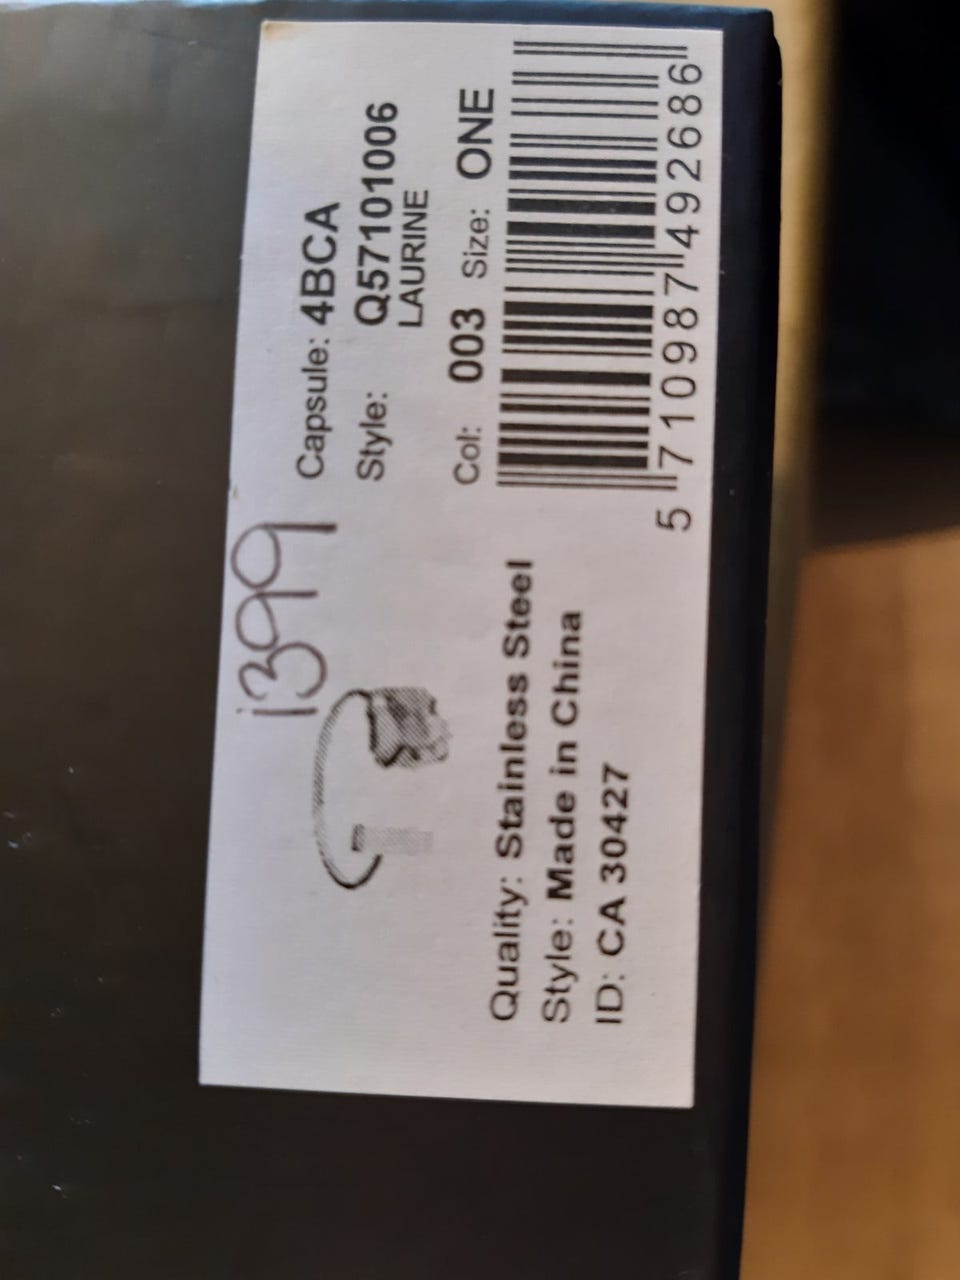 1399
Capsule: 4BCA
Style: Q57101006
LAURINE
Col: 003 Size: ONE
5 710987 492686
Quality: Stainless Steel
Style: Made in China
ID: CA 30427